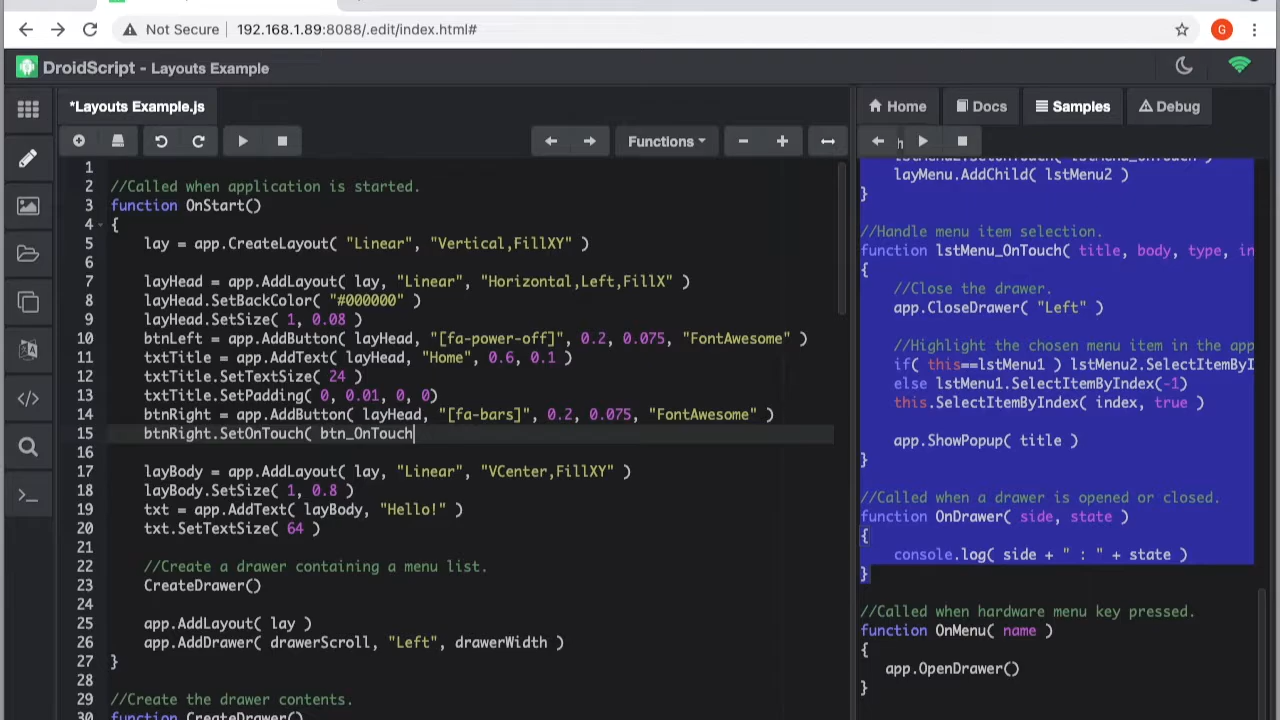 Not Secure 192.168.1.89:8088/.edit/index.html#
G
DroidScript - Layouts Example
*Layouts Example.js
Functions
1
2 //Called when application is started.
3 function OnStart()
4 {
5 lay = app.CreateLayout( "Linear", "Vertical,FillXY" )
6
7 layHead = app.AddLayout( lay, "Linear", "Horizontal,Left,FillX" )
8 layHead.SetBackColor( "#000000" )
9 layHead.SetSize( 1, 0.08 )
10 btnLeft = app.AddButton( layHead, "[fa-power-off]", 0.2, 0.075, "FontAwesome" )
11 txtTitle = app.AddText( layHead, "Home", 0.6, 0.1 )
12 txtTitle.SetTextSize( 24 )
13 txtTitle.SetPadding( 0, 0.01, 0, 0)
14 btnRight = app.AddButton( layHead, "[fa-bars]", 0.2, 0.075, "FontAwesome" )
15 btnRight.SetOnTouch( btn_OnTouch
16
17 layBody = app.AddLayout( lay, "Linear", "VCenter,FillXY" )
18 layBody.SetSize( 1, 0.8 )
19 txt = app.AddText( layBody, "Hello!" )
20 txt.SetTextSize( 64 )
21
22 //Create a drawer containing a menu list.
23 CreateDrawer()
24
25 app.AddLayout( lay )
26 app.AddDrawer( drawerScroll, "Left", drawerWidth )
27 }
28
29 //Create the drawer contents.
30 function CreateDrawer()
Home Docs Samples Debug
layMenu.AddChild( lstMenu2 )
}
//Handle menu item selection.
function lstMenu_OnTouch( title, body, type, in
{
//Close the drawer.
app.CloseDrawer( "Left" )
//Highlight the chosen menu item in the app
if( this==lstMenu1 ) lstMenu2.SelectItemByI
else lstMenu1.SelectItemByIndex(-1)
this.SelectItemByIndex( index, true )
app.ShowPopup( title )
}
//Called when a drawer is opened or closed.
function OnDrawer( side, state )
{
console.log( side + " : " + state )
}
//Called when hardware menu key pressed.
function OnMenu( name )
{
app.OpenDrawer()
}